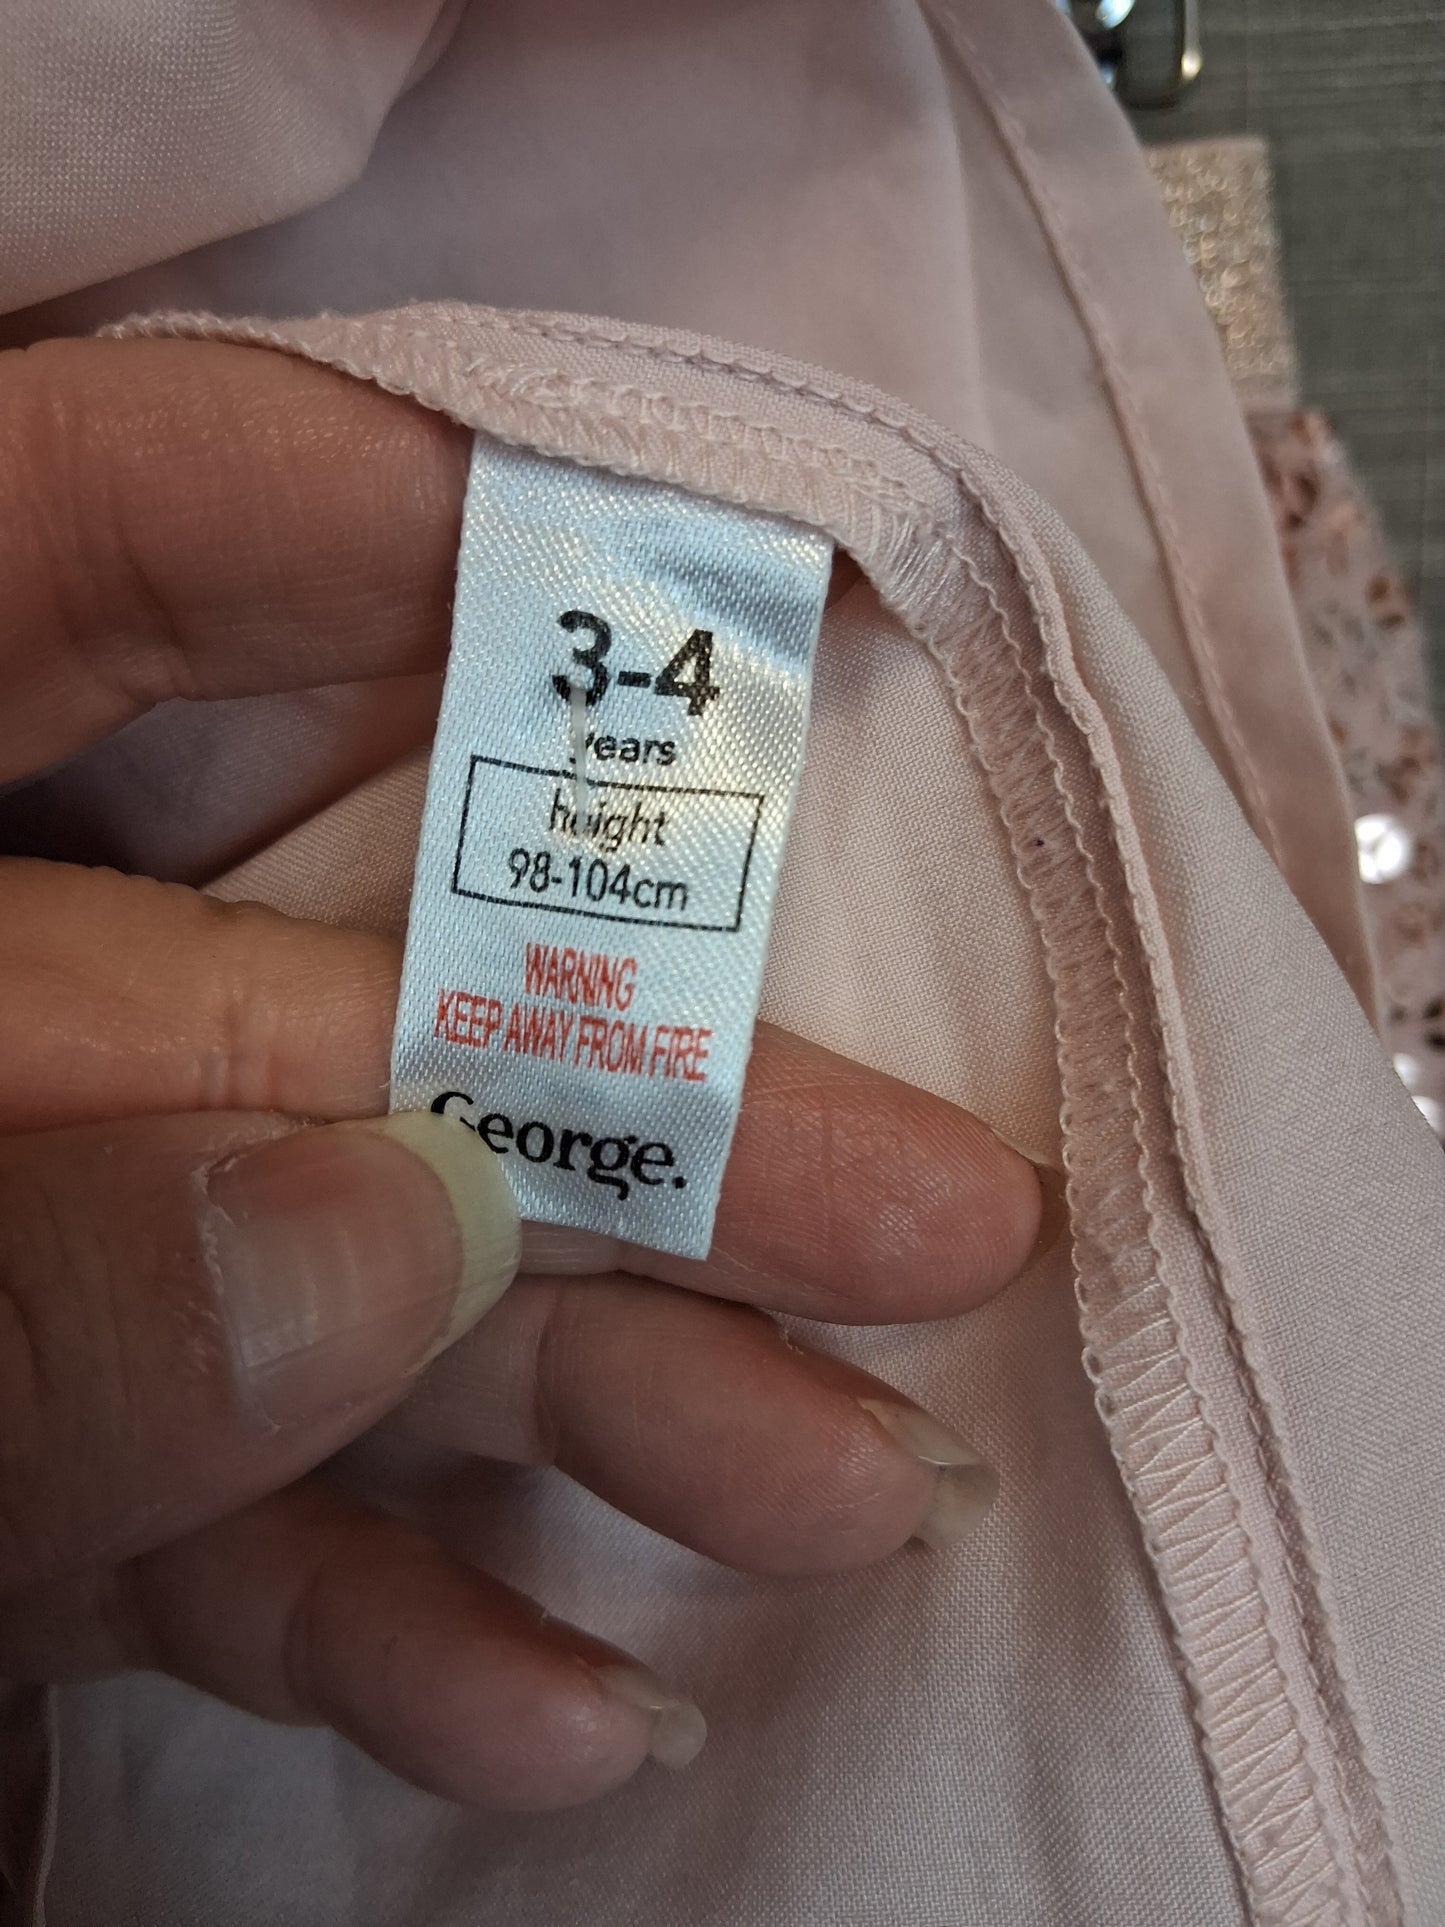 3-4
years
height
98-104cm
WARNING
KEEP AWAY FROM FIRE
George.